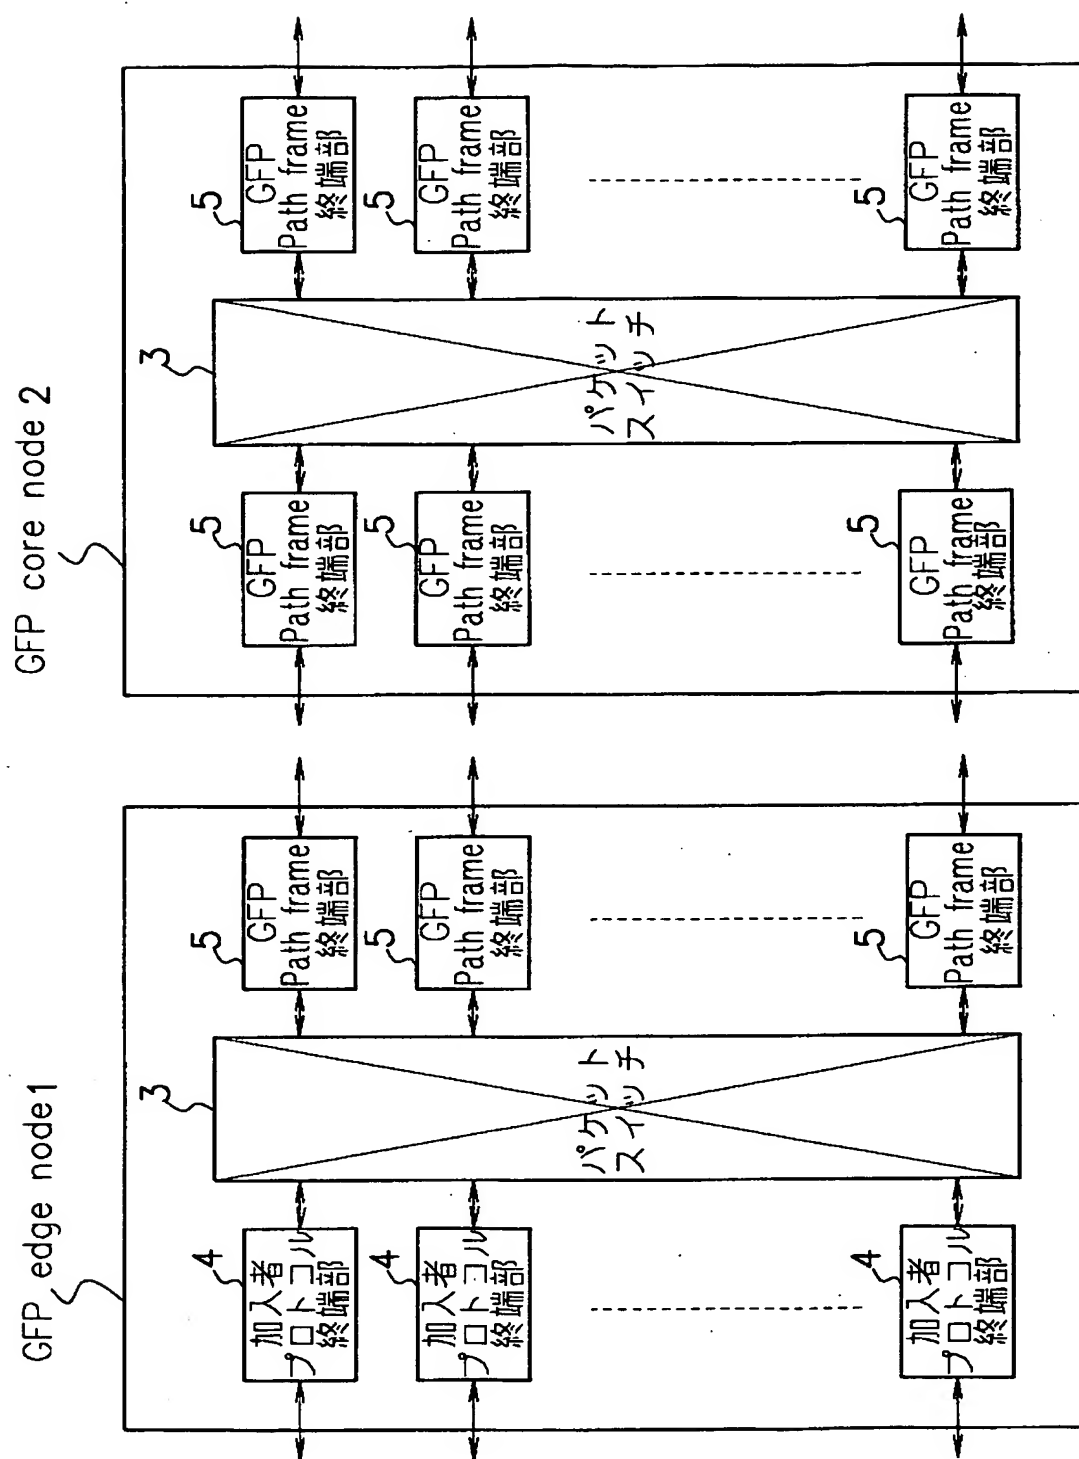 GFP edge node1
4
加入者
プロトコル
終端部
4
加入者
プロトコル
終端部
4
加入者
プロトコル
終端部
3
パケット
スイッチ
5
GFP
Path frame
終端部
5
GFP
Path frame
終端部
5
GFP
Path frame
終端部
GFP core node 2
5
GFP
Path frame
終端部
5
GFP
Path frame
終端部
5
GFP
Path frame
終端部
3
パケット
スイッチ
5
GFP
Path frame
終端部
5
GFP
Path frame
終端部
5
GFP
Path frame
終端部